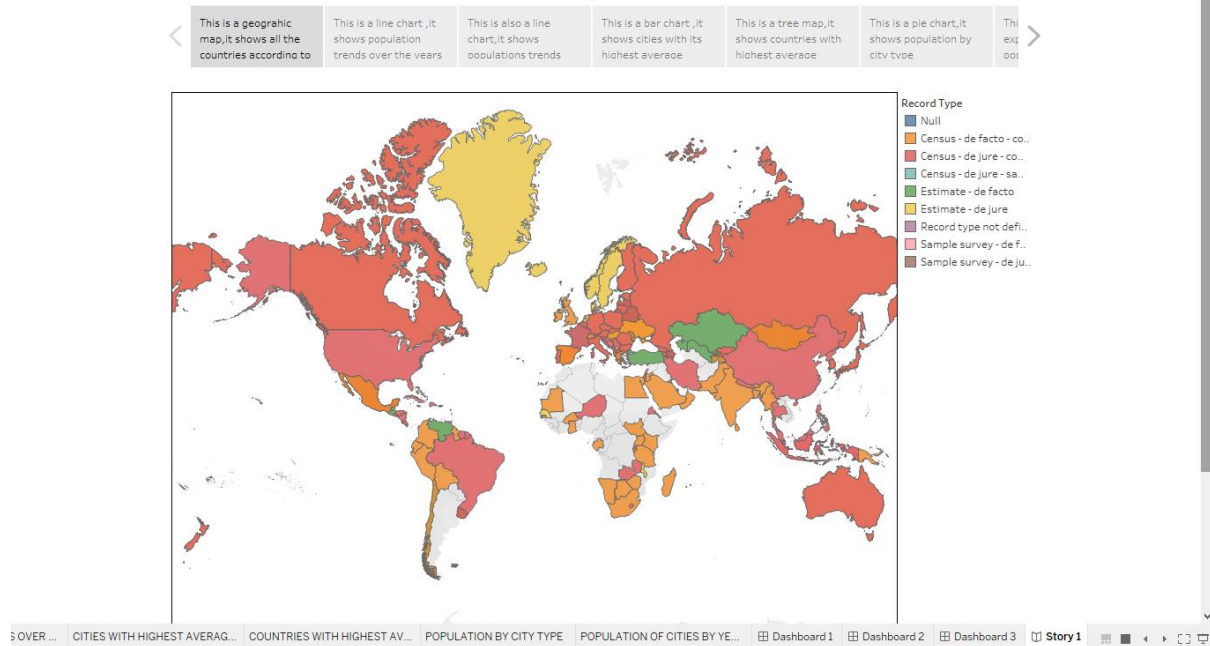 This is a geograhic
map,it shows all the
countries according to
This is a line chart ,it
shows population
trends over the years
This is also a line
chart,it shows
populations trends
This is a bar chart ,it
shows cities with its
highest average
This is a tree map,it
shows countries with
highest average
This is a pie chart,it
shows population by
city type
Record Type
Null
Census - de facto - co..
Census - de jure - co..
Census - de jure - sa..
Estimate - de facto
Estimate - de jure
Record type not defi..
Sample survey - de f..
Sample survey - de ju..
S OVER ...
CITIES WITH HIGHEST AVERAG...
COUNTRIES WITH HIGHEST AV...
POPULATION BY CITY TYPE
POPULATION OF CITIES BY YE...
Dashboard 1
Dashboard 2
Dashboard 3
Story 1